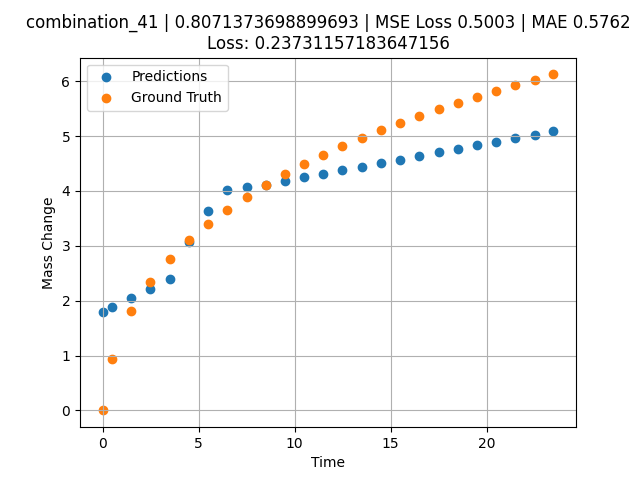 combination_41 | 0.8071373698899693 | MSE Loss 0.5003 | MAE 0.5762
Loss: 0.23731157183647156
Predictions
Ground Truth
Mass Change
6
5
4
3
2
1
0
0
5
10
15
20
Time